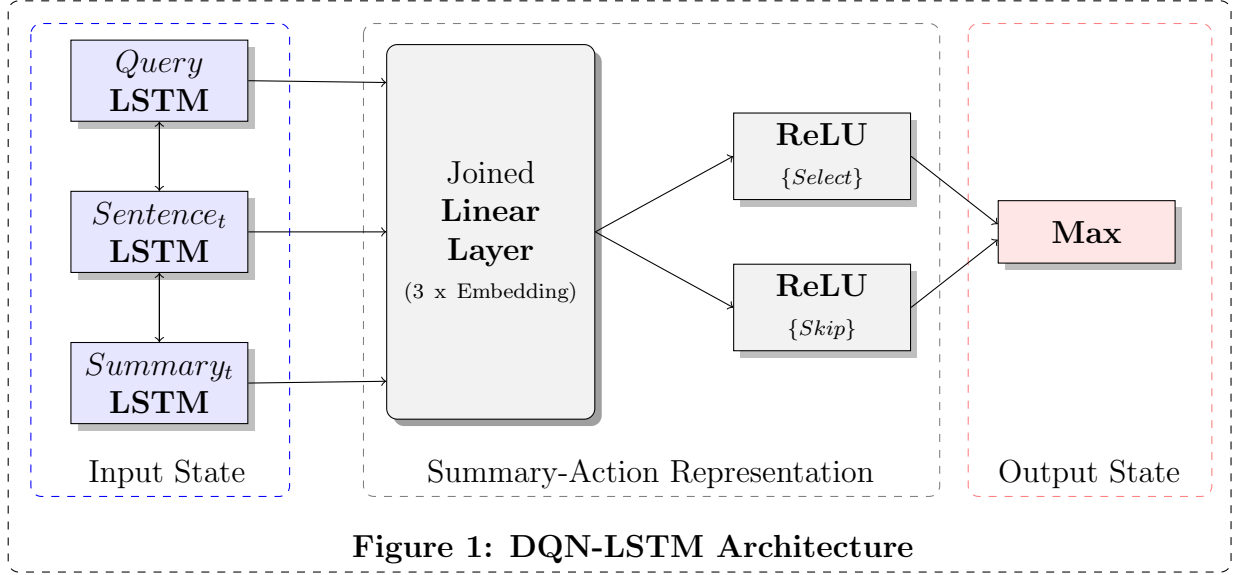 Query
LSTM
Sentence_t
LSTM
Summary_t
LSTM
Input State
Joined
Linear
Layer
(3 x Embedding)
ReLU
{Select}
ReLU
{Skip}
Summary-Action Representation
Max
Output State
Figure 1: DQN-LSTM Architecture